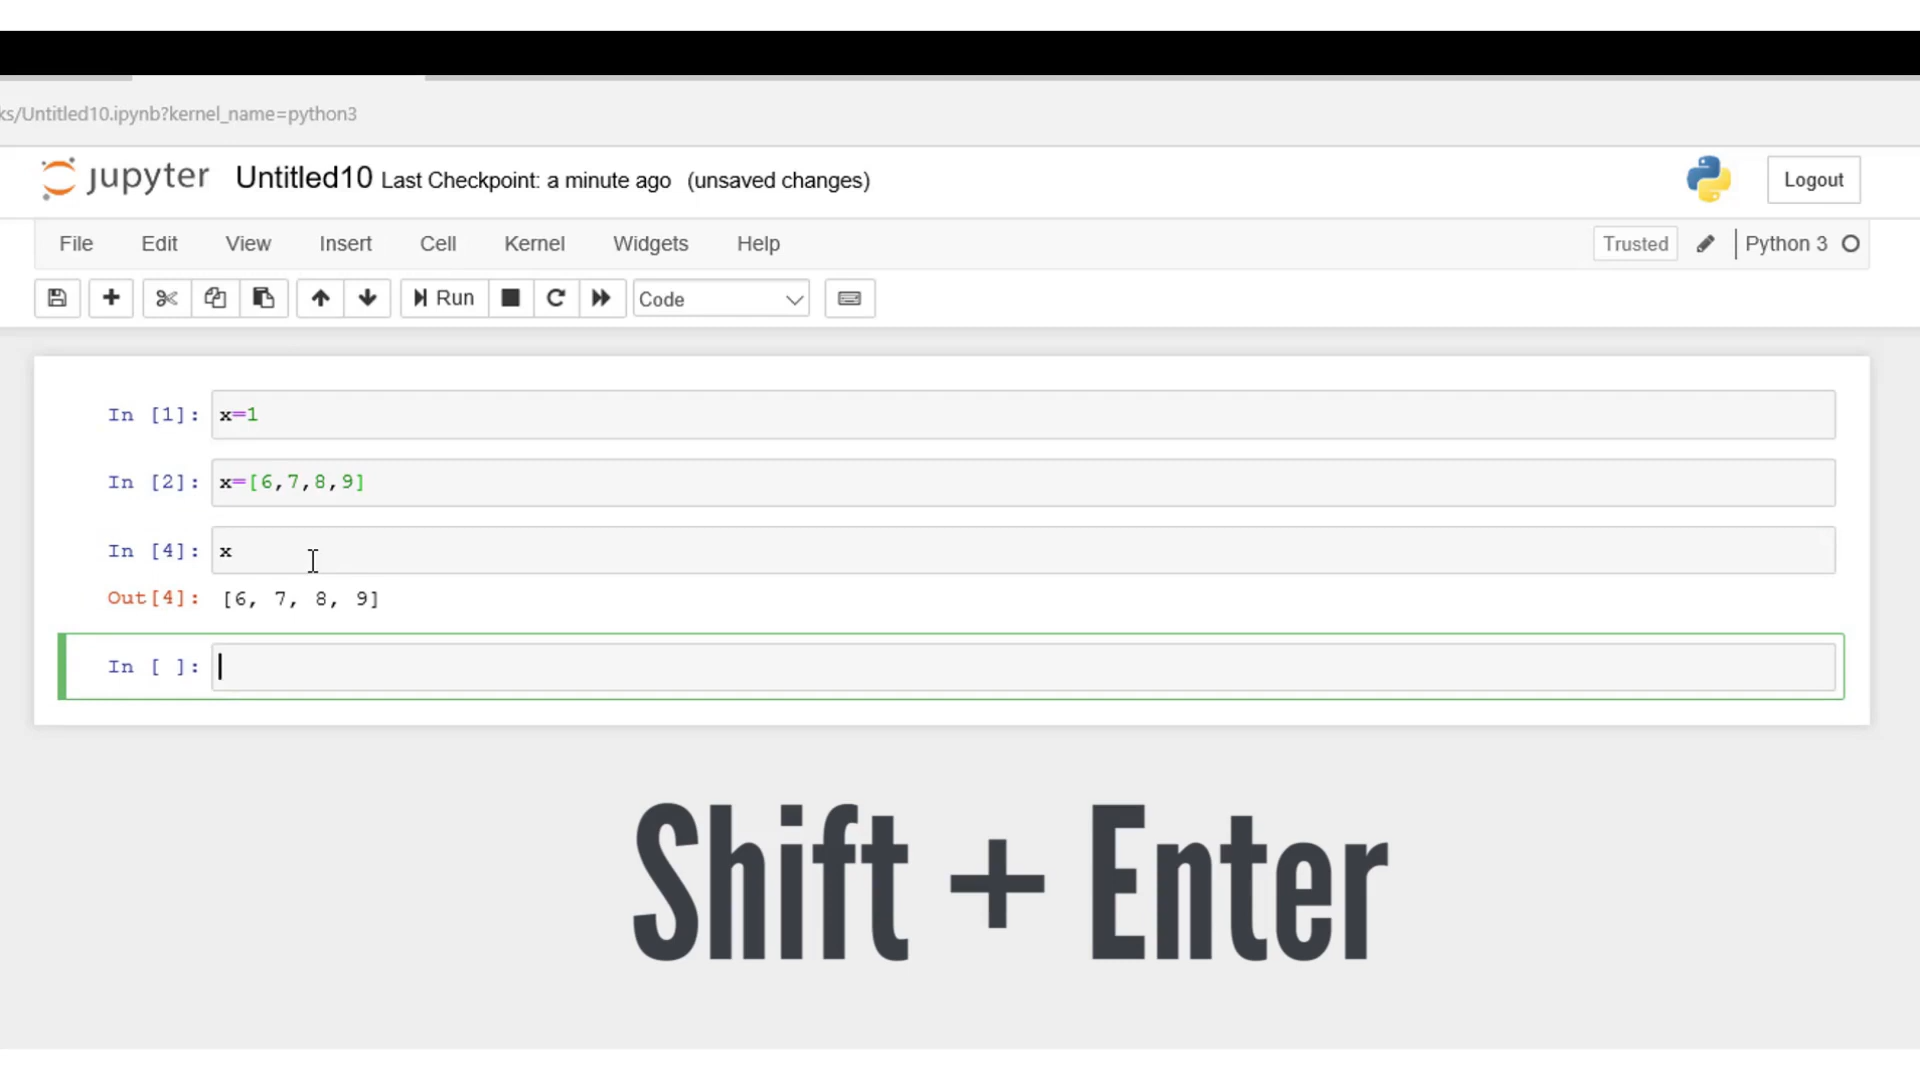 ks/Untitled10.ipynb?kernel_name=python3
jupyter Untitled10 Last Checkpoint: a minute ago (unsaved changes) Logout
File Edit View Insert Cell Kernel Widgets Help Trusted Python 3
Run Code
In [1]: x=1
In [2]: x=[6,7,8,9]
In [4]: x
Out[4]: [6, 7, 8, 9]
In [ ]:
Shift + Enter